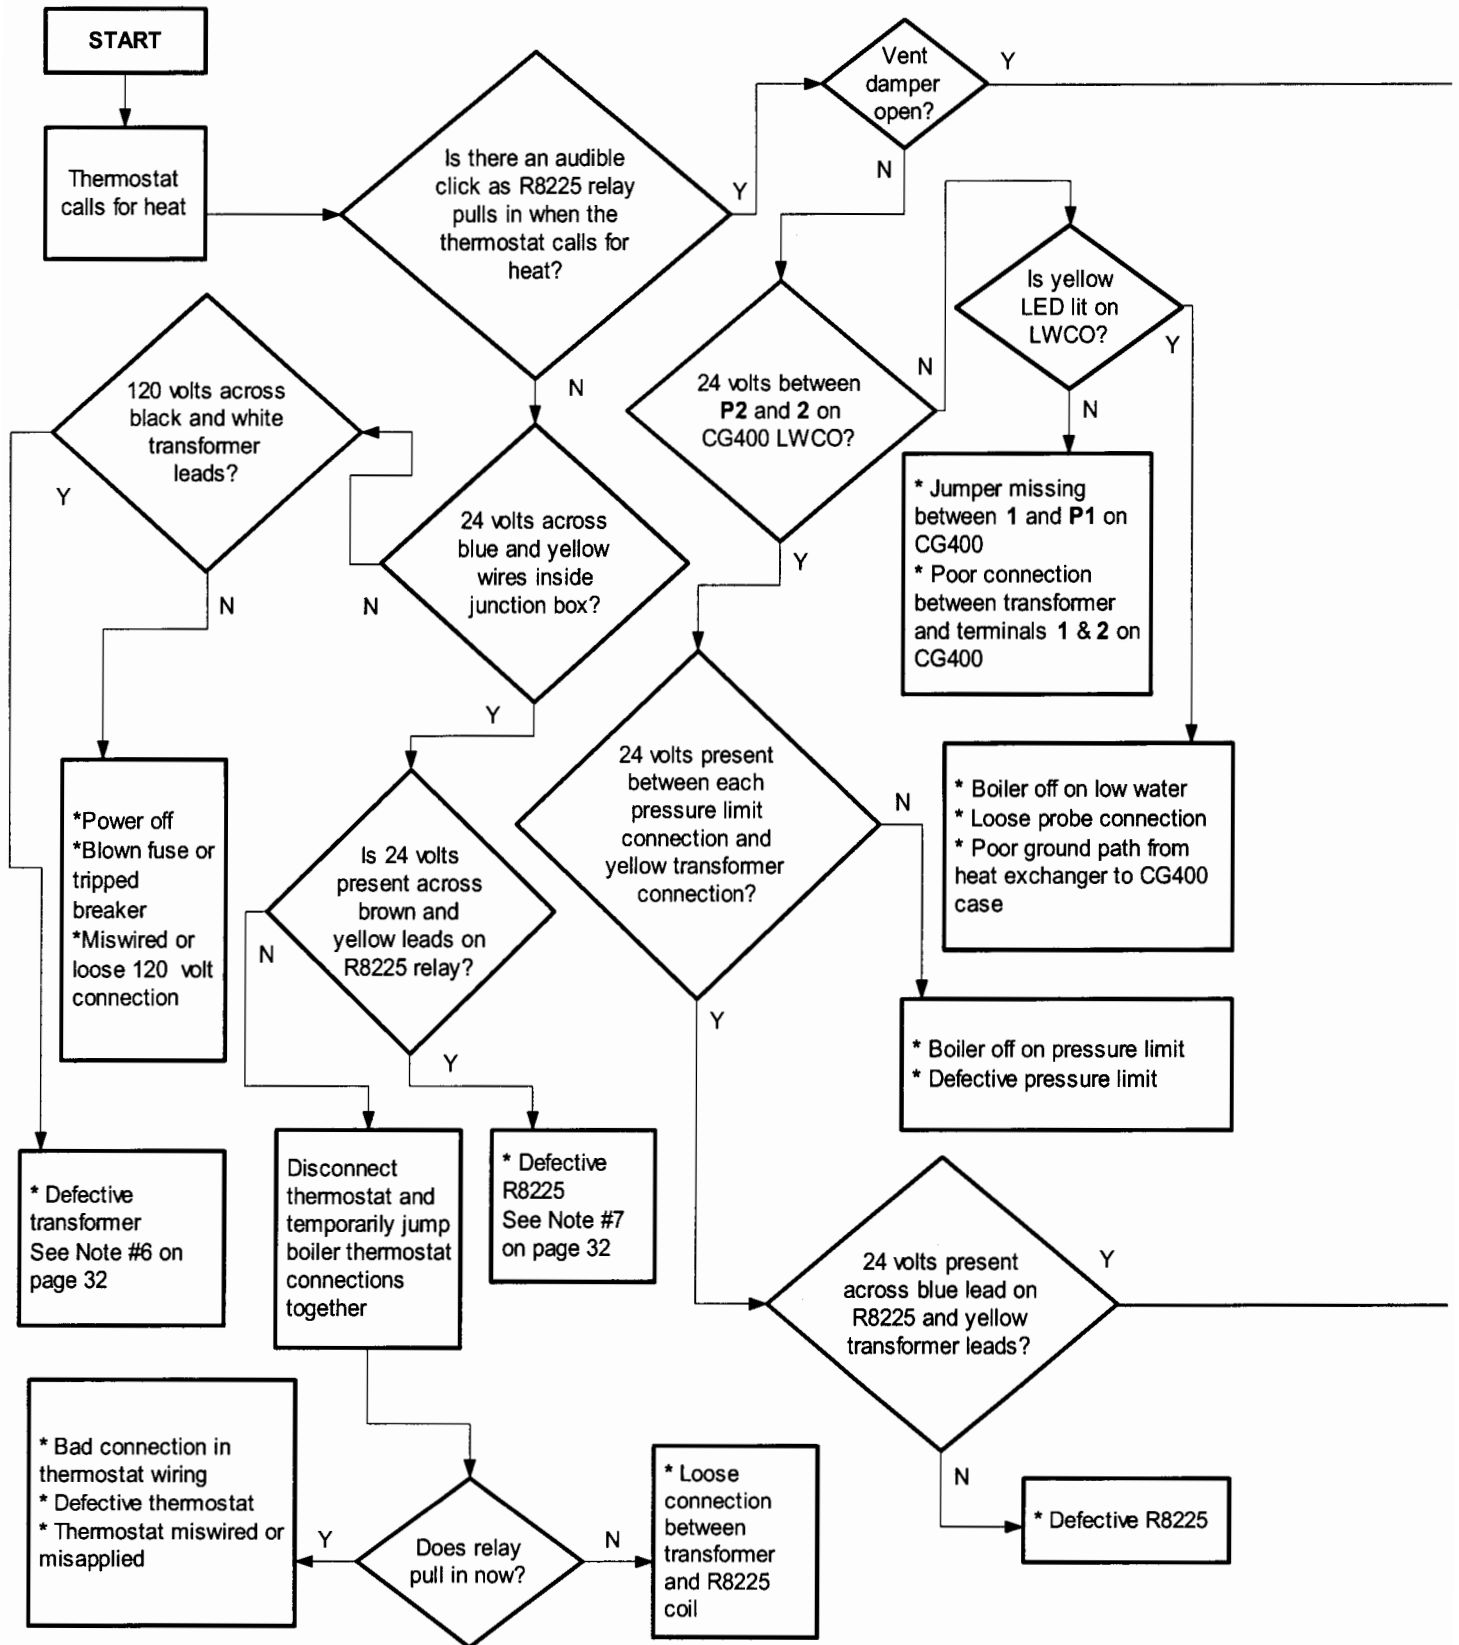 START
Thermostat
calls for heat
Is there an audible
click as R8225 relay
pulls in when the
thermostat calls for
heat?
Y
N
Vent
damper
open?
Y
N
24 volts between
P2 and 2 on
CG400 LWCO?
N
Y
Is yellow
LED lit on
LWCO?
Y
N
* Jumper missing
between 1 and P1 on
CG400
* Poor connection
between transformer
and terminals 1 & 2 on
CG400
* Boiler off on low water
* Loose probe connection
* Poor ground path from
heat exchanger to CG400
case
120 volts across
black and white
transformer
leads?
Y
N
24 volts across
blue and yellow
wires inside
junction box?
N
Y
*Power off
*Blown fuse or
tripped
breaker
*Miswired or
loose 120 volt
connection
Is 24 volts
present across
brown and
yellow leads on
R8225 relay?
N
Y
24 volts present
between each
pressure limit
connection and
yellow transformer
connection?
N
Y
* Boiler off on pressure limit
* Defective pressure limit
* Defective
transformer
See Note #6 on
page 32
Disconnect
thermostat and
temporarily jump
boiler thermostat
connections
together
* Defective
R8225
See Note #7
on page 32
24 volts present
across blue lead on
R8225 and yellow
transformer leads?
Y
N
* Defective R8225
* Bad connection in
thermostat wiring
* Defective thermostat
* Thermostat miswired or
misapplied
Y
Does relay
pull in now?
N
* Loose
connection
between
transformer
and R8225
coil